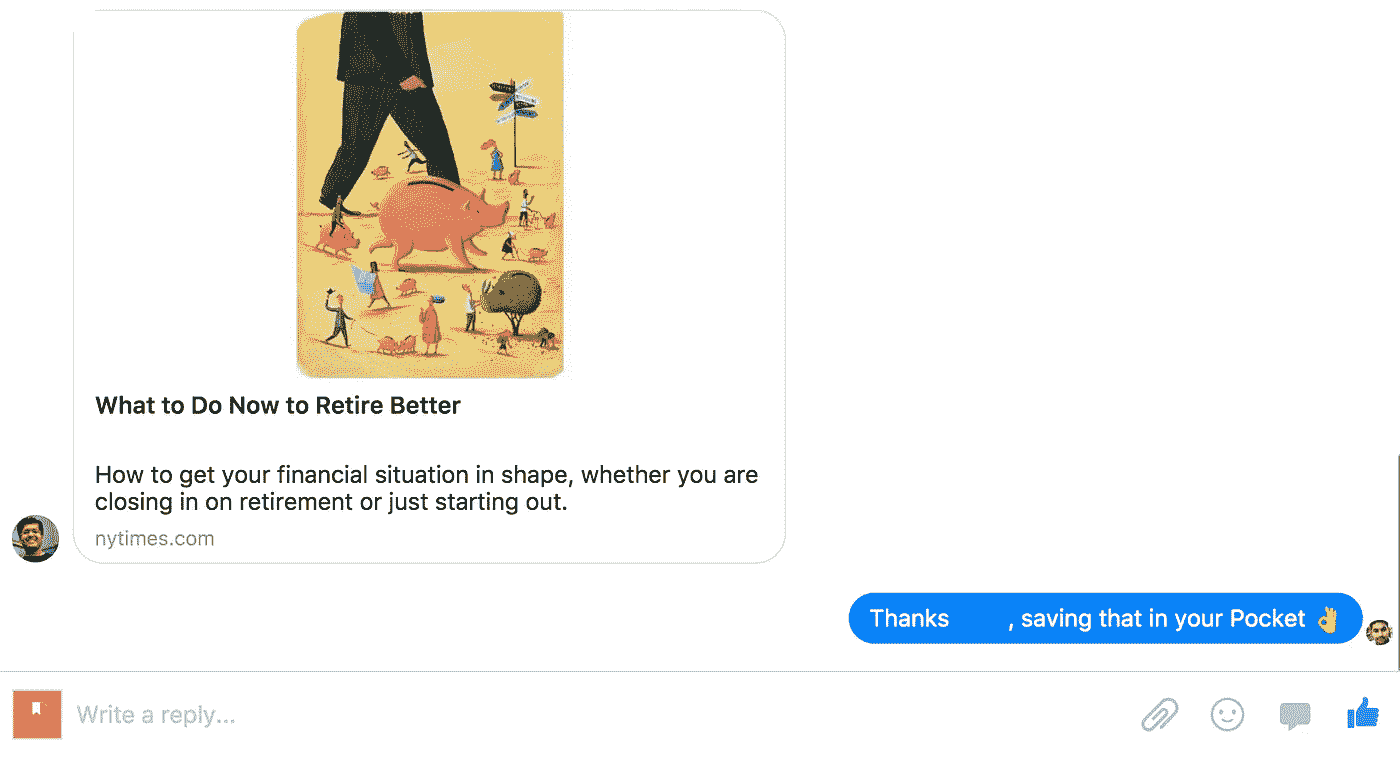 What to Do Now to Retire Better
How to get your financial situation in shape, whether you are
closing in on retirement or just starting out.
nytimes.com
Thanks , saving that in your Pocket 👌
Write a reply...